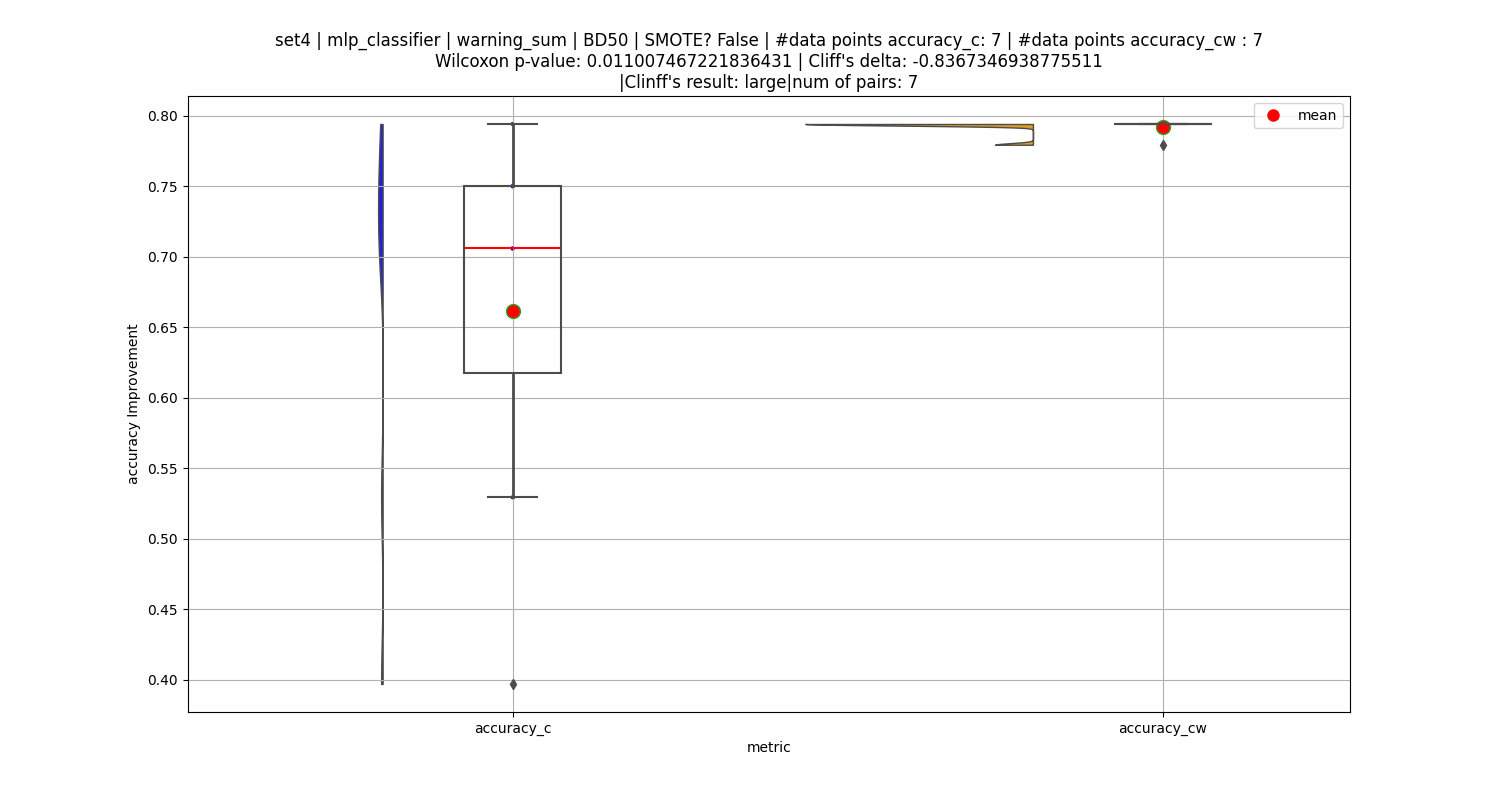 set4 | mlp_classifier | warning_sum | BD50 | SMOTE? False | #data points accuracy_c: 7 | #data points accuracy_cw : 7
Wilcoxon p-value: 0.011007467221836431 | Cliff's delta: -0.8367346938775511
|Clinff's result: large|num of pairs: 7
mean
0.80
0.75
0.70
0.65
0.60
0.55
0.50
0.45
0.40
accuracy Improvement
accuracy_c
accuracy_cw
metric